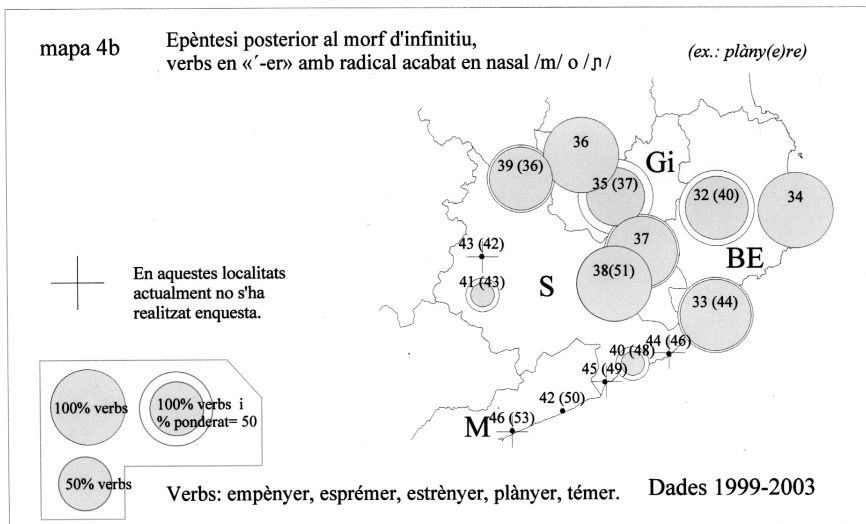 mapa 4b
Epèntesi posterior al morf d'infinitiu,
verbs en «´-er» amb radical acabat en nasal /m/ o /ɲ/
(ex.: plàny(e)re)
36
39 (36)
Gi
35 (37)
32 (40)
34
43 (42)
37
BE
En aquestes localitats
actualment no s'ha
realitzat enquesta.
41 (43)
S
38(51)
33 (44)
44 (46)
40 (48)
45 (49)
42 (50)
M
46 (53)
100% verbs
100% verbs i
% ponderat= 50
50% verbs
Verbs: empènyer, esprémer, estrènyer, plànyer, témer.
Dades 1999-2003